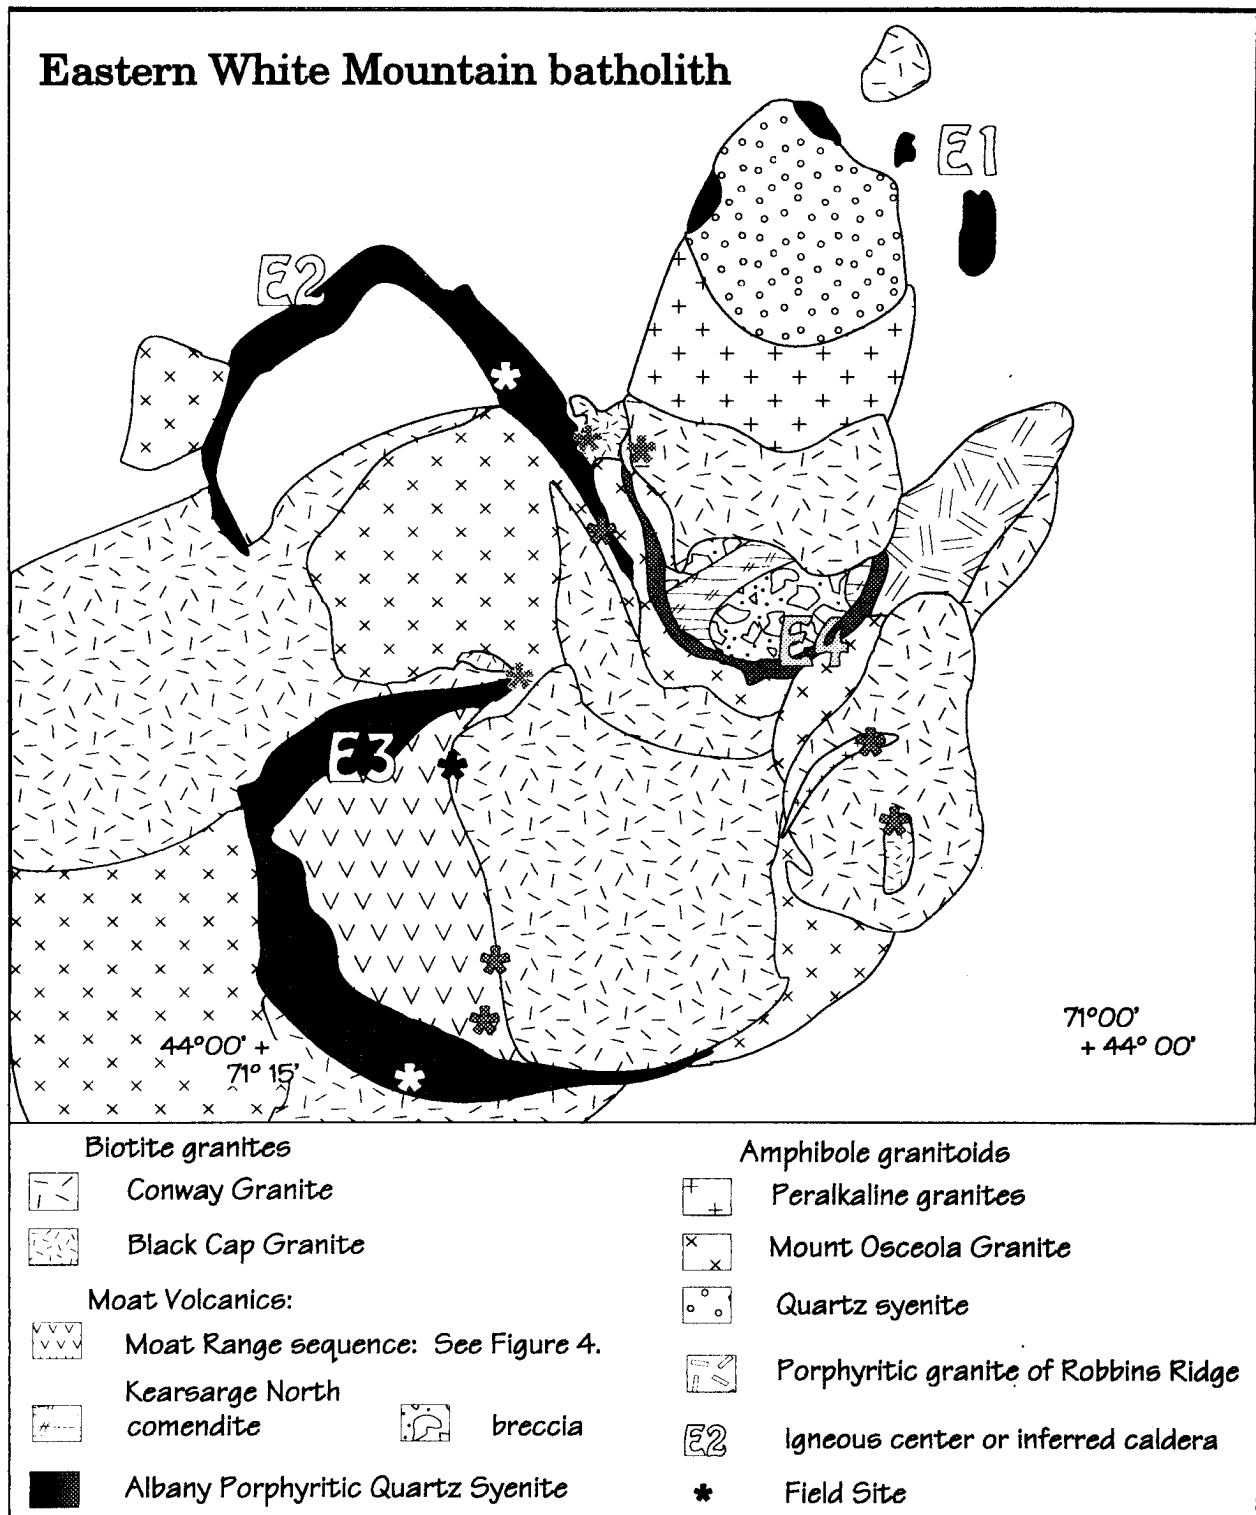 Eastern White Mountain batholith
E1
E2
E4
E3
71°00'
+ 44° 00'
44°00' +
71° 15'
Biotite granites
Conway Granite
Black Cap Granite
Moat Volcanics:
Moat Range sequence: See Figure 4.
Kearsarge North
comendite
breccia
Albany Porphyritic Quartz Syenite
Amphibole granitoids
Peralkaline granites
Mount Osceola Granite
Quartz syenite
Porphyritic granite of Robbins Ridge
E2
Igneous center or inferred caldera
* Field Site